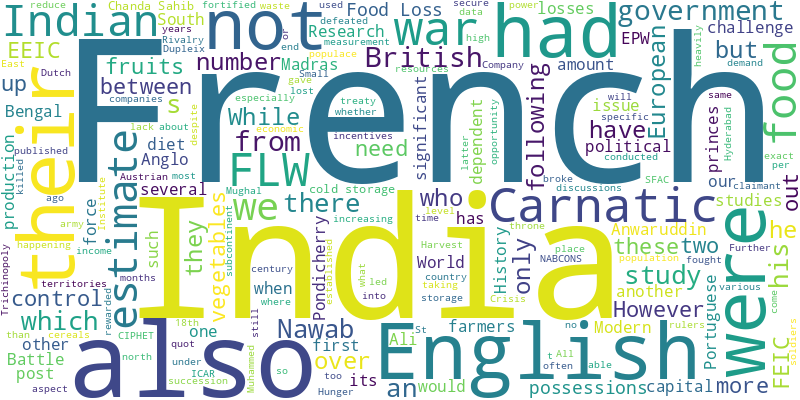 French
India
English
also
had
not
were
their
Carnatic
war
food
we
FLW
estimate
Indian
government
British
European
which
from
While
there
have
study
Nawab
over
who
an
only
following
more
his
he
s
but
up
out
control
number
between
fruits
vegetables
they
these
two
However
need
possessions
FEIC
EEIC
Bengal
production
force
Anglo
diet
several
such
one
other
Battle
post
Pondicherry
when
first
Ali
its
would
farmers
History
Modern
World
has
dependent
significant
political
princes
issue
amount
challenge
losses
EPW
Madras
Research
South
Food Loss
Chanda Sahib
Rivalry
Dupleix
Dutch
East
companies
published
killed
ago
army
happening
territories
income
Trichinopoly
than
cereals
aspect
months
CIPHET
north
ICAR
quot
under
succession
18th
century
where
Muhammed
still
so
Hunger
too
into
led
what
established
St
often
no
t
All
able
various
come
rulers
soldiers
Further
fought
another
Anwaruddin
population
place
SFAC
NABCONS
Harvest
level
time
increasing
cold storage
storage
taking
country
Crisis
broke
discussions
throne
claimant
Hyderabad
exact
per
our
studies
same
will
specific
conducted
demand
heavily
power
data
secure
high
Company
resources
incentives
opportunity
economic
latter
whether
treaty
gave
lost
especially
populace
Small
measurement
defeated
used
or
end
years
fortified
waste
reduce
despite
about
lack
Austrian
most
Mughal
subcontinent
Institute
rewarded
capital
Portuguese